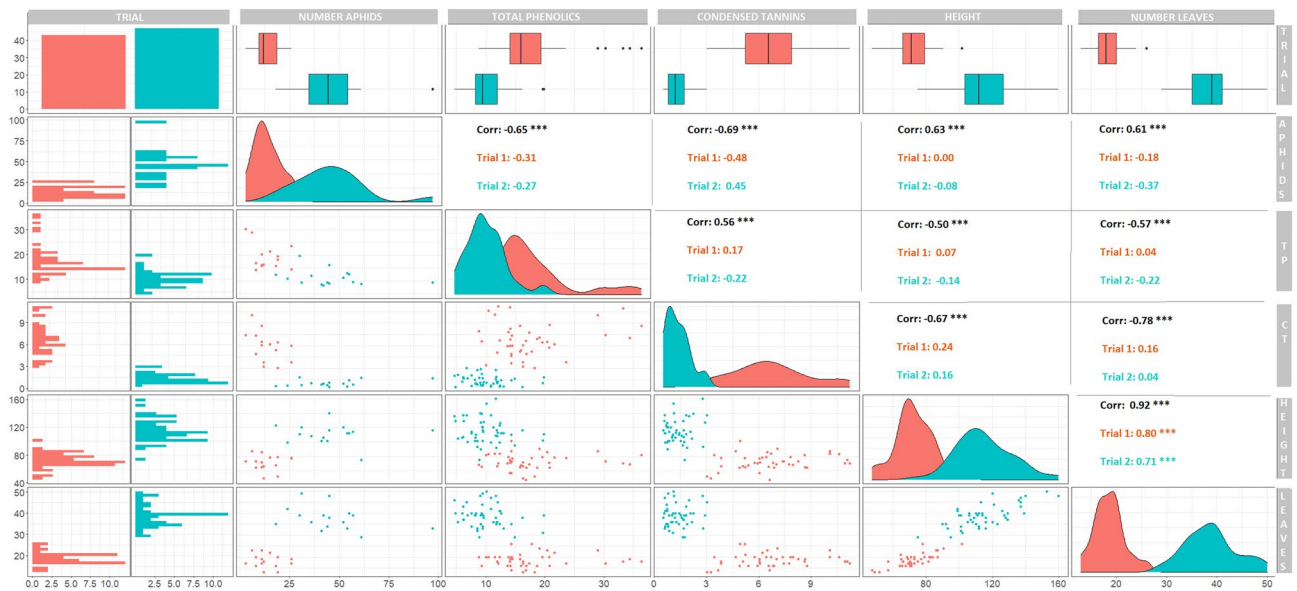 TRIAL NUMBER APHIDS TOTAL PHENOLICS CONDENSED TANNINS HEIGHT NUMBER LEAVES
40
30
20
10
0
TRIAL
100
75
50
25
0
Corr: -0.65 *** Corr: -0.69 *** Corr: 0.63 *** Corr: 0.61 ***
Trial 1: -0.31 Trial 1: -0.48 Trial 1: 0.00 Trial 1: -0.18
Trial 2: -0.27 Trial 2: 0.45 Trial 2: -0.08 Trial 2: -0.37
APHIDS
30
20
10
Corr: 0.56 *** Corr: -0.50 *** Corr: -0.57 ***
Trial 1: 0.17 Trial 1: 0.07 Trial 1: 0.04
Trial 2: -0.22 Trial 2: -0.14 Trial 2: -0.22
TP
9
6
3
0
Corr: -0.67 *** Corr: -0.78 ***
Trial 1: 0.24 Trial 1: 0.16
Trial 2: 0.16 Trial 2: 0.04
CT
160
120
80
40
Corr: 0.92 ***
Trial 1: 0.80 ***
Trial 2: 0.71 ***
HEIGHT
50
40
30
20
LEAVES
0.0 2.5 5.0 7.5 10.0 0.0 2.5 5.0 7.5 10.0 25 50 75 100 10 20 30 0 3 6 9 40 80 120 160 20 30 40 50